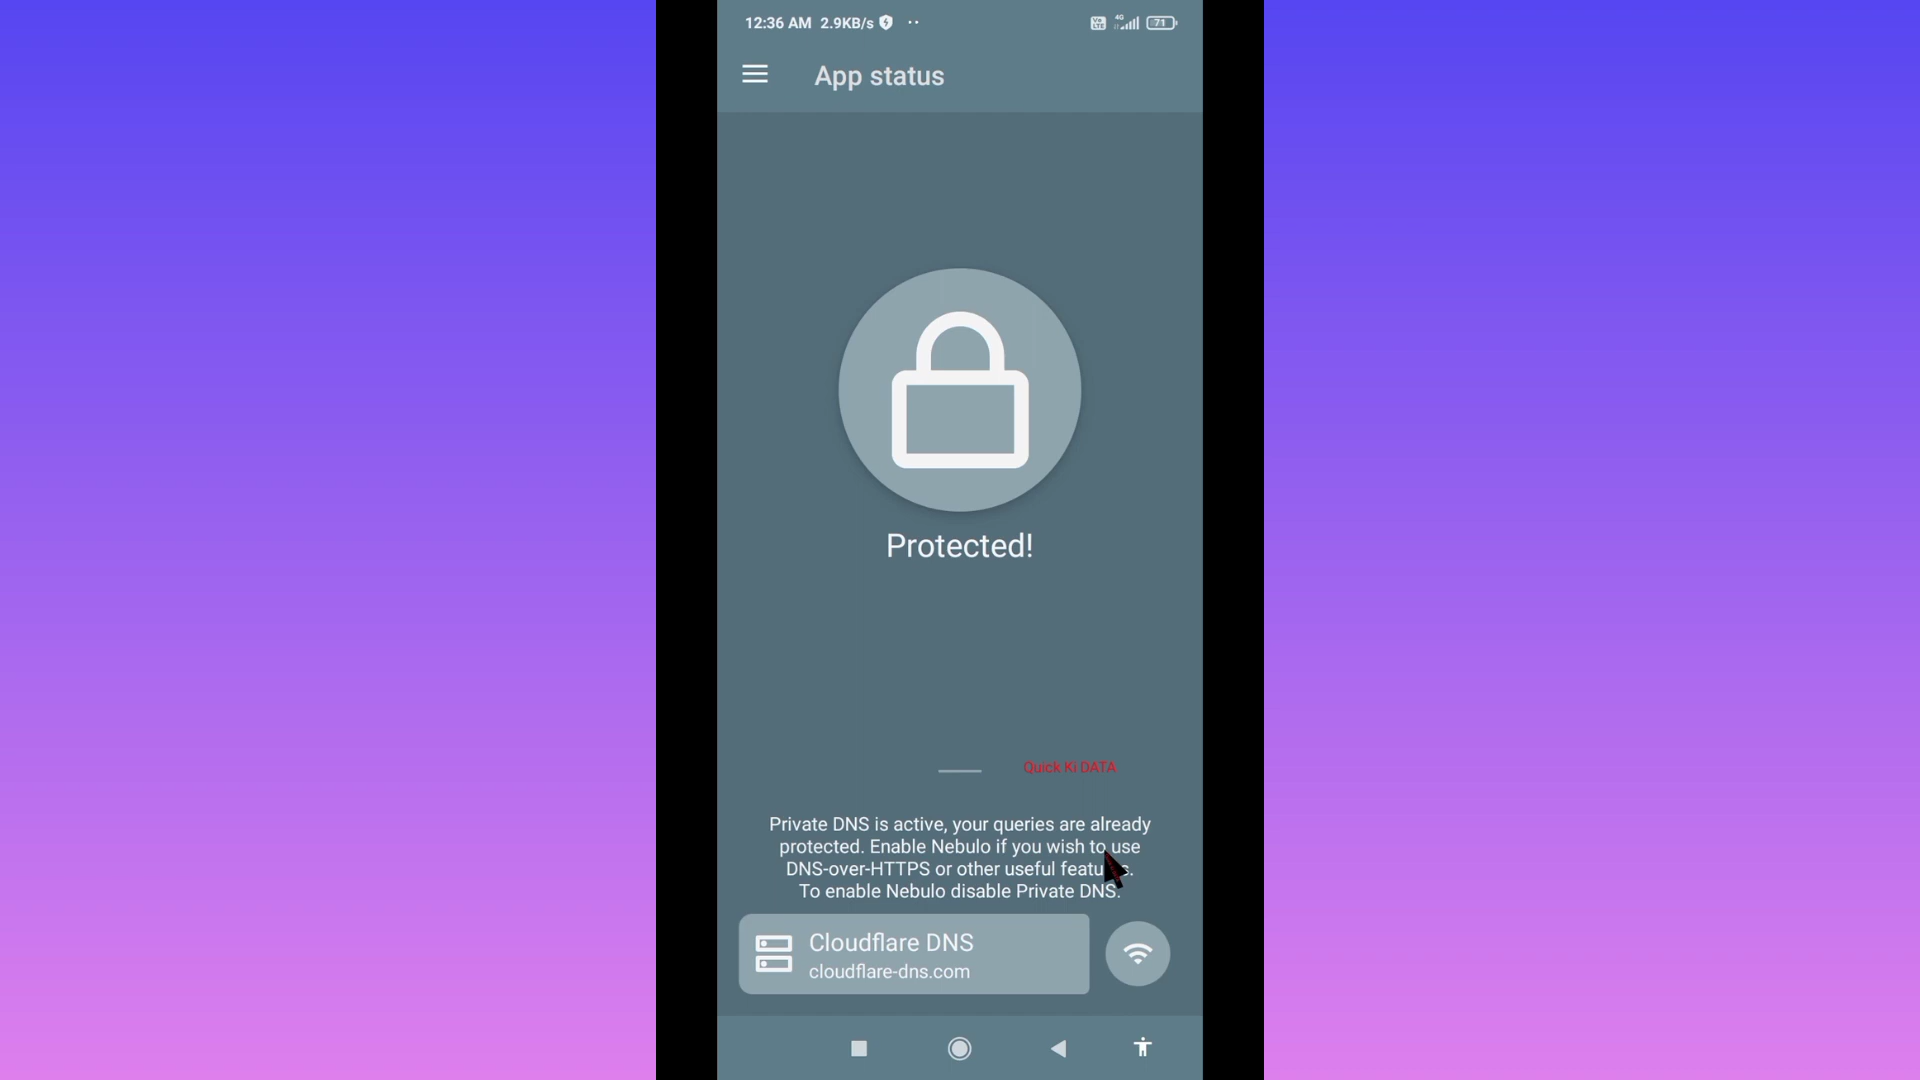 12:36 AM 2.9KB/s
4G
71
App status
Protected!
Quick Ki DATA
Private DNS is active, your queries are already
protected. Enable Nebulo if you wish to use
DNS-over-HTTPS or other useful
To enable Nebulo disable Private DNS.
Cloudflare DNS
cloudflare-dns.com